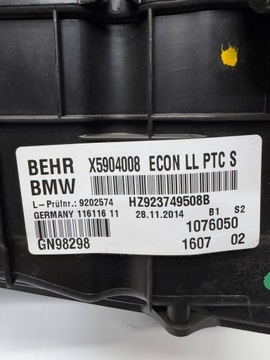 BEHR X5904008 ECON LL PTC S
BMW
L-Prüfnr.: 9202574 HZ923749508B
GERMANY 116116 11 28.11.2014 B1 S2
1076050
GN98298 1607 02